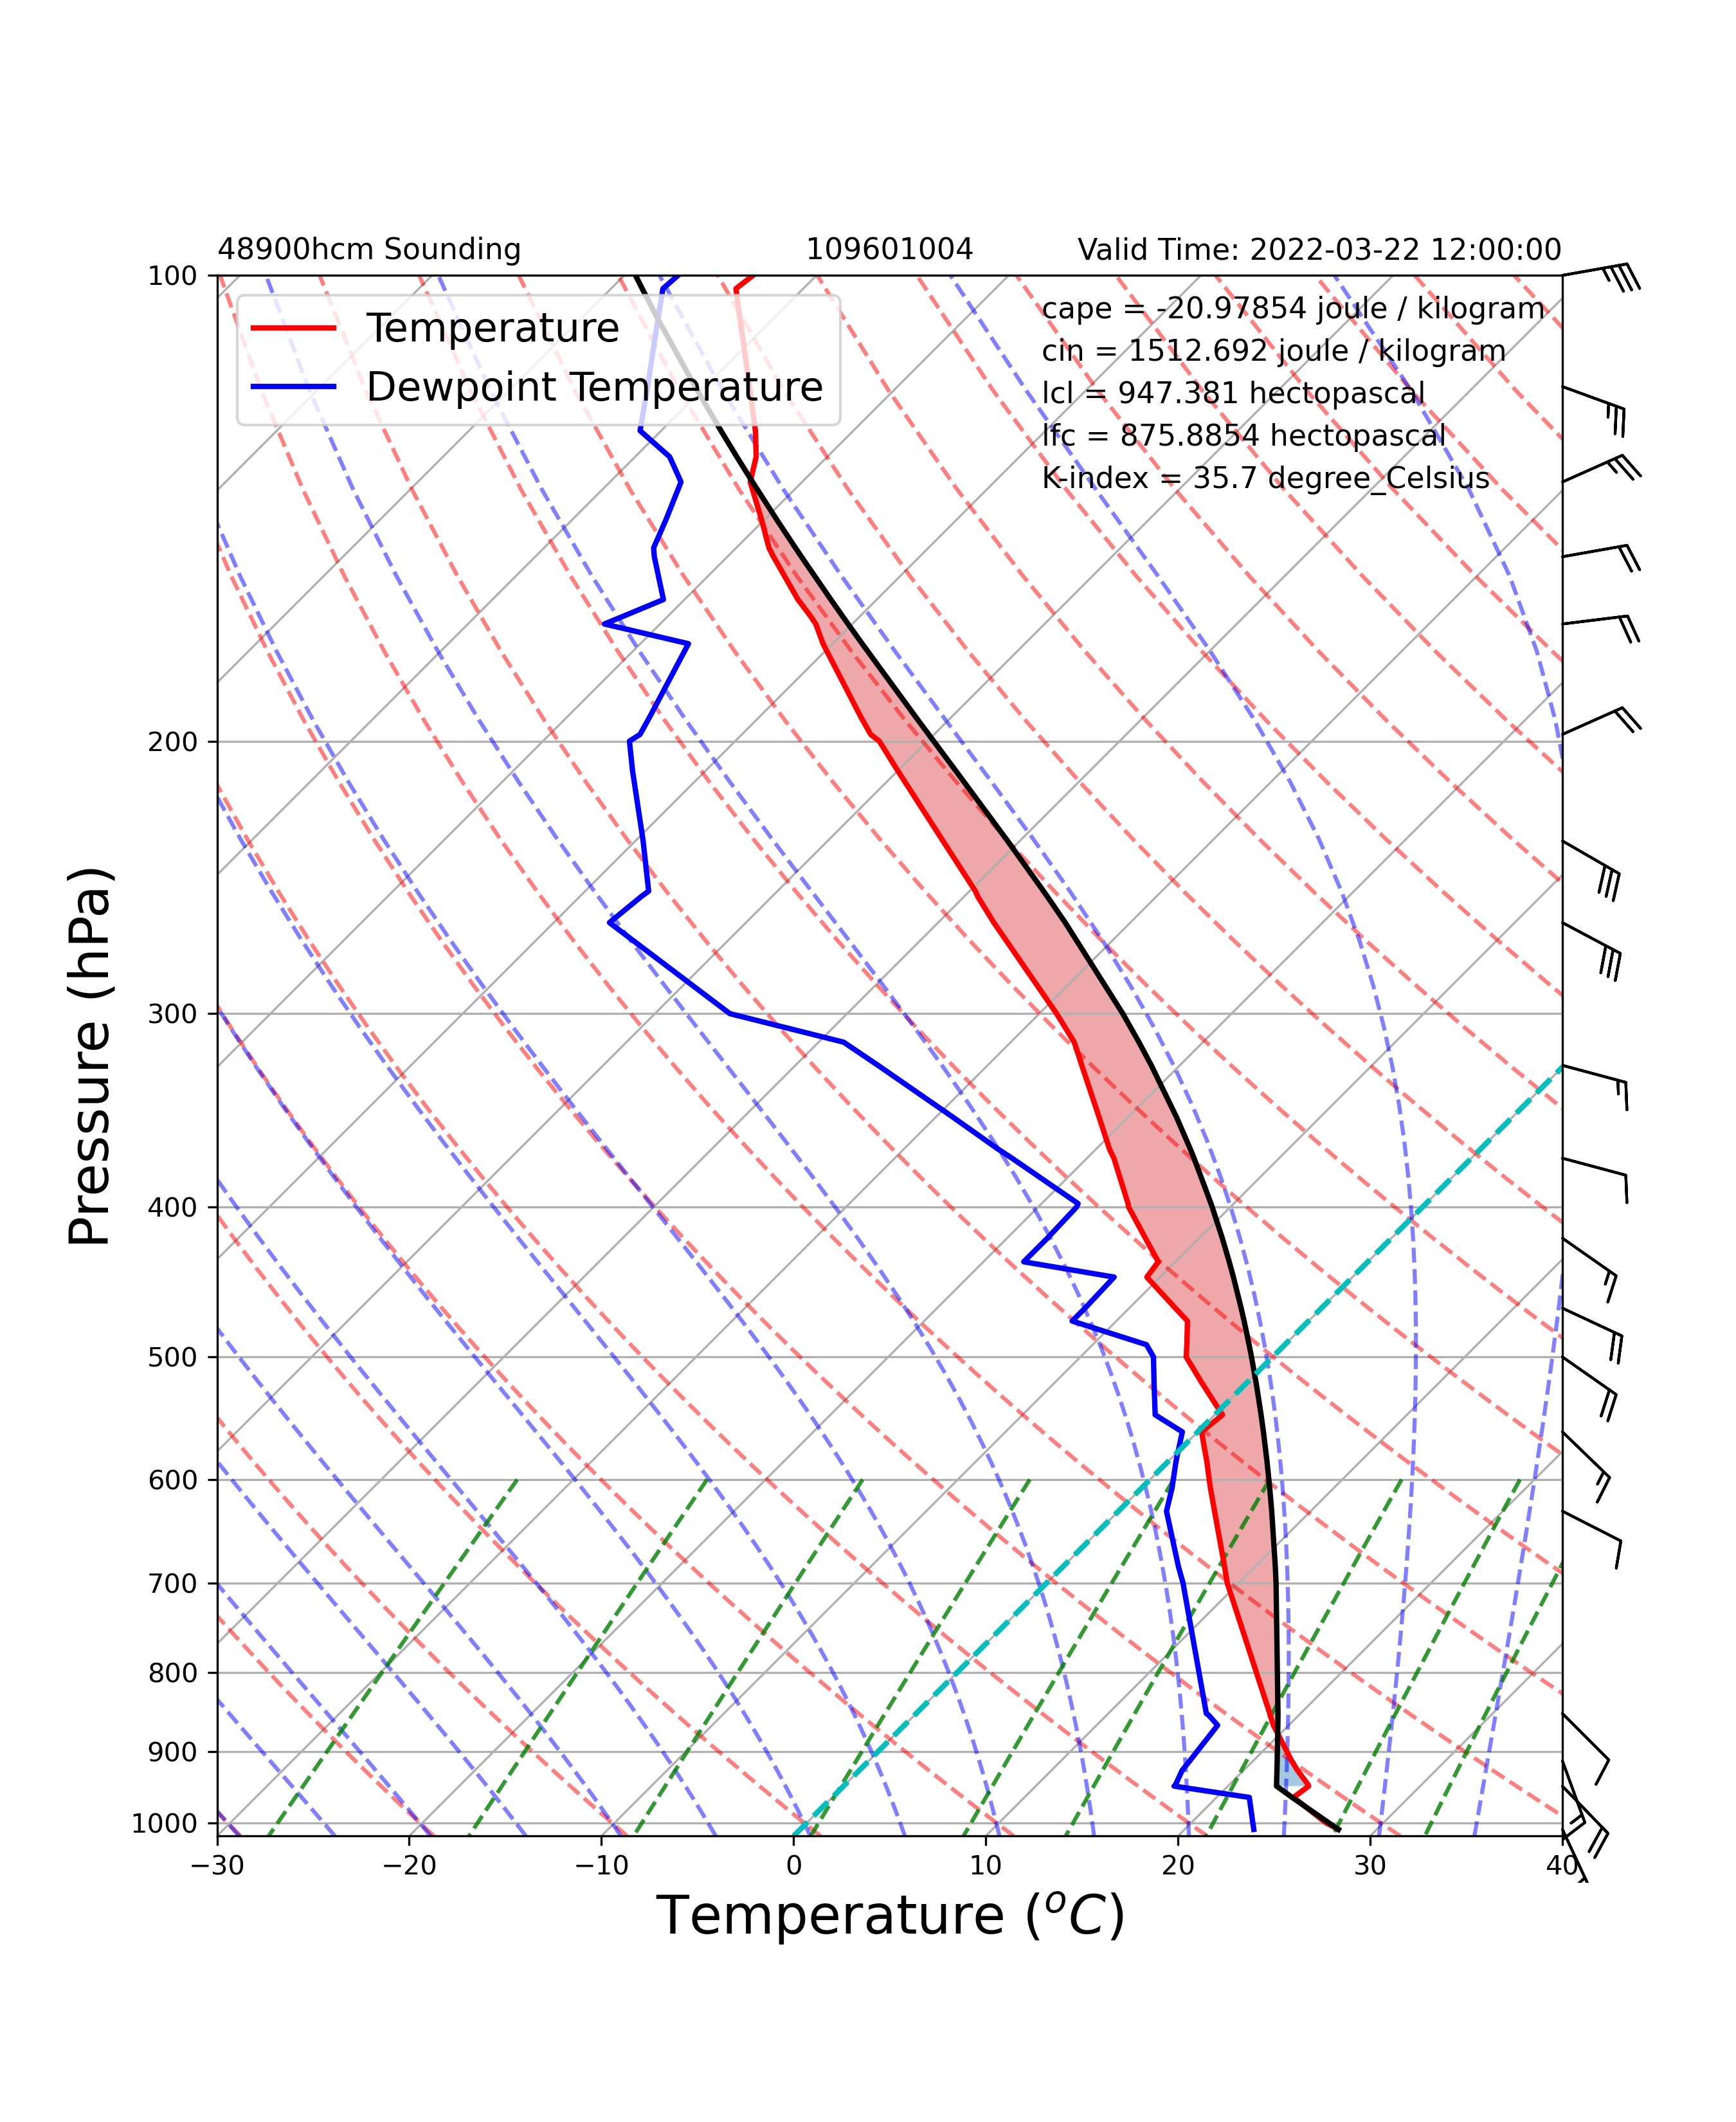 48900hcm Sounding 109601004 Valid Time: 2022-03-22 12:00:00
100
Temperature
Dewpoint Temperature
cape = -20.97854 joule / kilogram
cin = 1512.692 joule / kilogram
lcl = 947.381 hectopascal
lfc = 875.8854 hectopascal
K-index = 35.7 degree_Celsius
200
300
400
500
600
700
800
900
1000
Pressure (hPa)
−30 −20 −10 0 10 20 30 40
Temperature (°C)